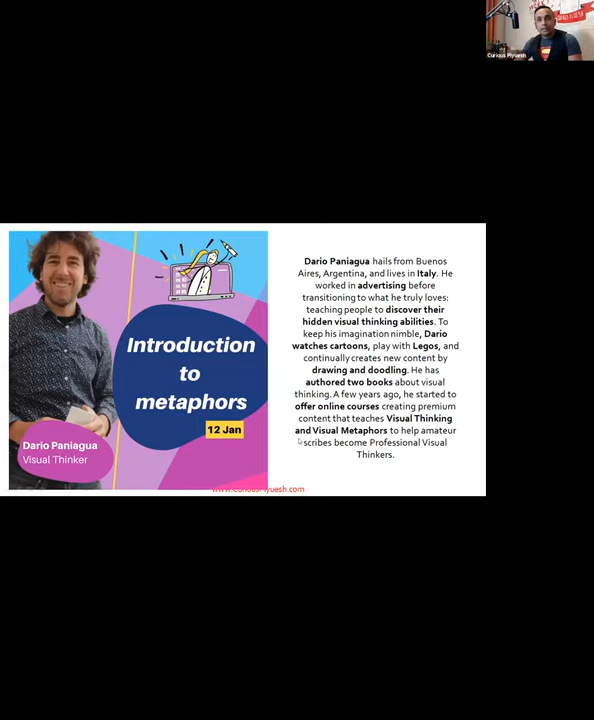 Curious Piyuesh
Introduction
to
metaphors
12 Jan
Dario Paniagua
Visual Thinker
Dario Paniagua hails from Buenos
Aires, Argentina, and lives in Italy. He
worked in advertising before
transitioning to what he truly loves:
teaching people to discover their
hidden visual thinking abilities. To
keep his imagination nimble, Dario
watches cartoons, play with Legos, and
continually creates new content by
drawing and doodling. He has
authored two books about visual
thinking. A few years ago, he started to
offer online courses creating premium
content that teaches Visual Thinking
and Visual Metaphors to help amateur
scribes become Professional Visual
Thinkers.
www.CuriousPiyuesh.com